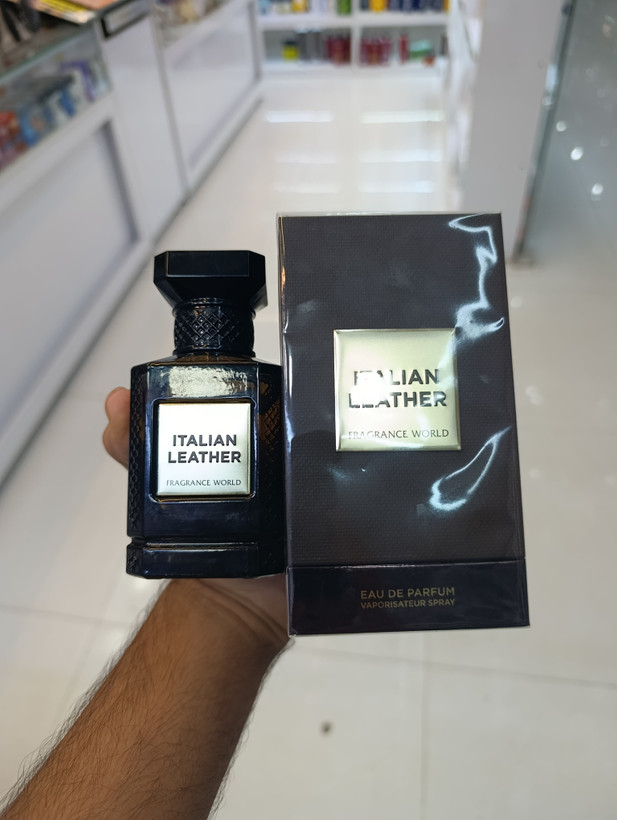 ITALIAN
LEATHER
FRAGRANCE WORLD
ITALIAN
LEATHER
FRAGRANCE WORLD
EAU DE PARFUM
VAPORISATEUR SPRAY